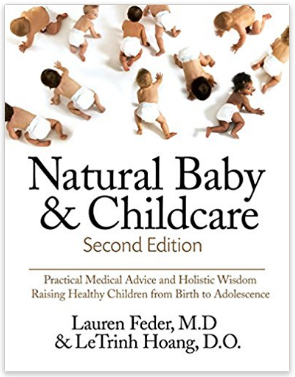 Natural Baby
& Childcare
Second Edition
Practical Medical Advice and Holistic Wisdom
Raising Healthy Children from Birth to Adolescence
Lauren Feder, M.D
& LeTrinh Hoang, D.O.